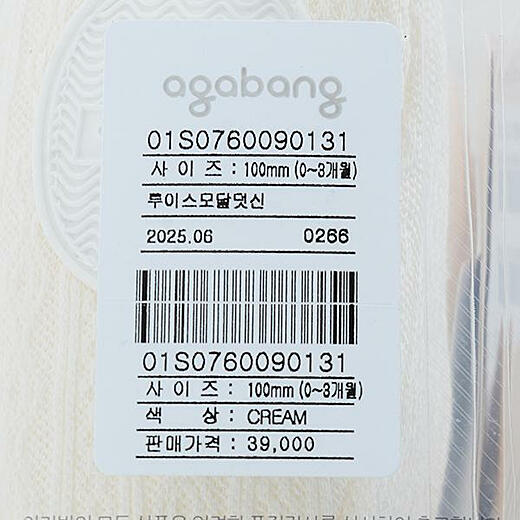 agabang
01S0760090131
사 이 즈 : 100mm (0~3개월)
루이스모달덧신
2025.06 0266
01S0760090131
사 이 즈 : 100mm (0~3개월)
색 상 : CREAM
판매가격 : 39,000